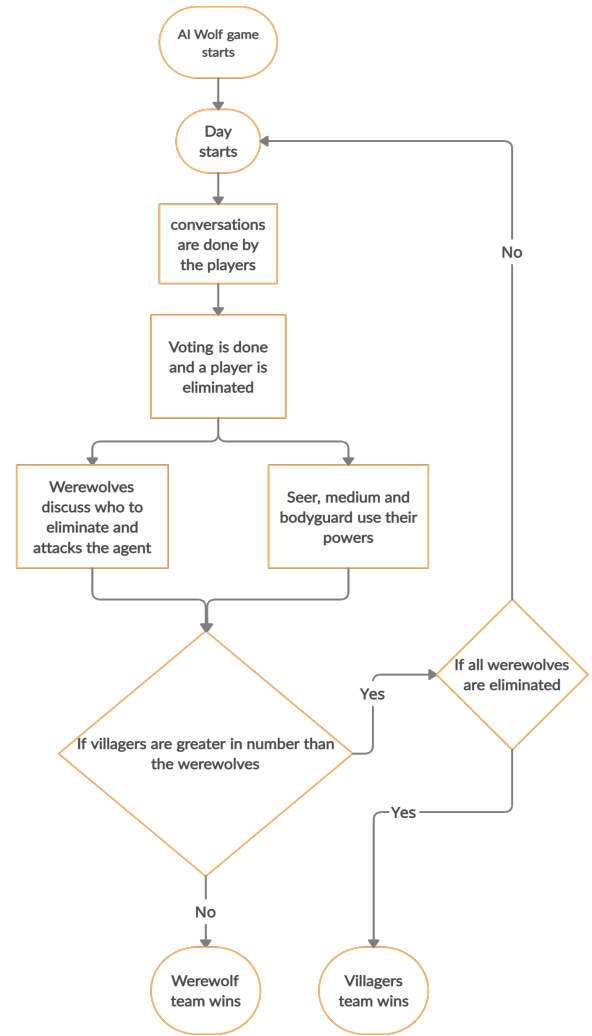 AI Wolf game
starts
Day
starts
No
conversations
are done by
the players
Voting is done
and a player is
eliminated
Werewolves
discuss who to
eliminate and
attacks the agent
Seer, medium and
bodyguard use their
powers
If all werewolves
are eliminated
Yes
If villagers are greater in number than
the werewolves
Yes
No
Werewolf
team wins
Villagers
team wins